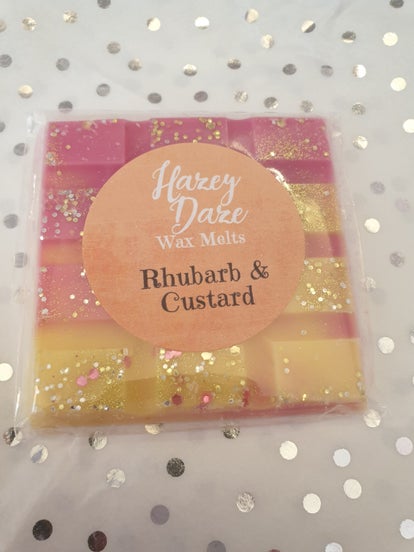 Hazey
Daze
Wax Melts
Rhubarb &
Custard